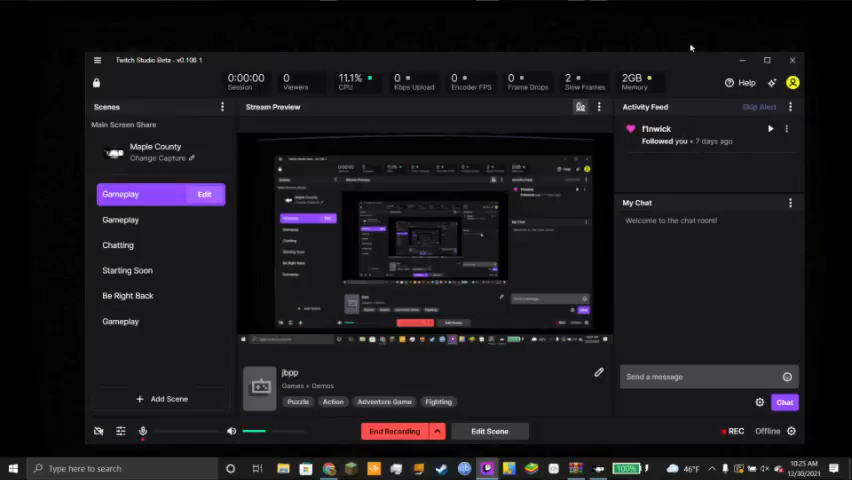 Twitch Studio Beta - v0.106.1
0:00:00
Session
0
Viewers
11.1%
CPU
0
Kbps Upload
0
Encoder FPS
0
Frame Drops
2
Slow Frames
2GB
Memory
Help
Scenes
Main Screen Share
Maple County
Change Capture
Gameplay
Edit
Gameplay
Chatting
Starting Soon
Be Right Back
Gameplay
Add Scene
Stream Preview
jbpp
Games + Demos
Puzzle
Action
Adventure Game
Fighting
End Recording
Edit Scene
Activity Feed
Skip Alert
f1nwick
Followed you • 7 days ago
My Chat
Welcome to the chat room!
Send a message
Chat
REC
Offline
Type here to search
100%
46°F
10:25 AM
12/30/2021